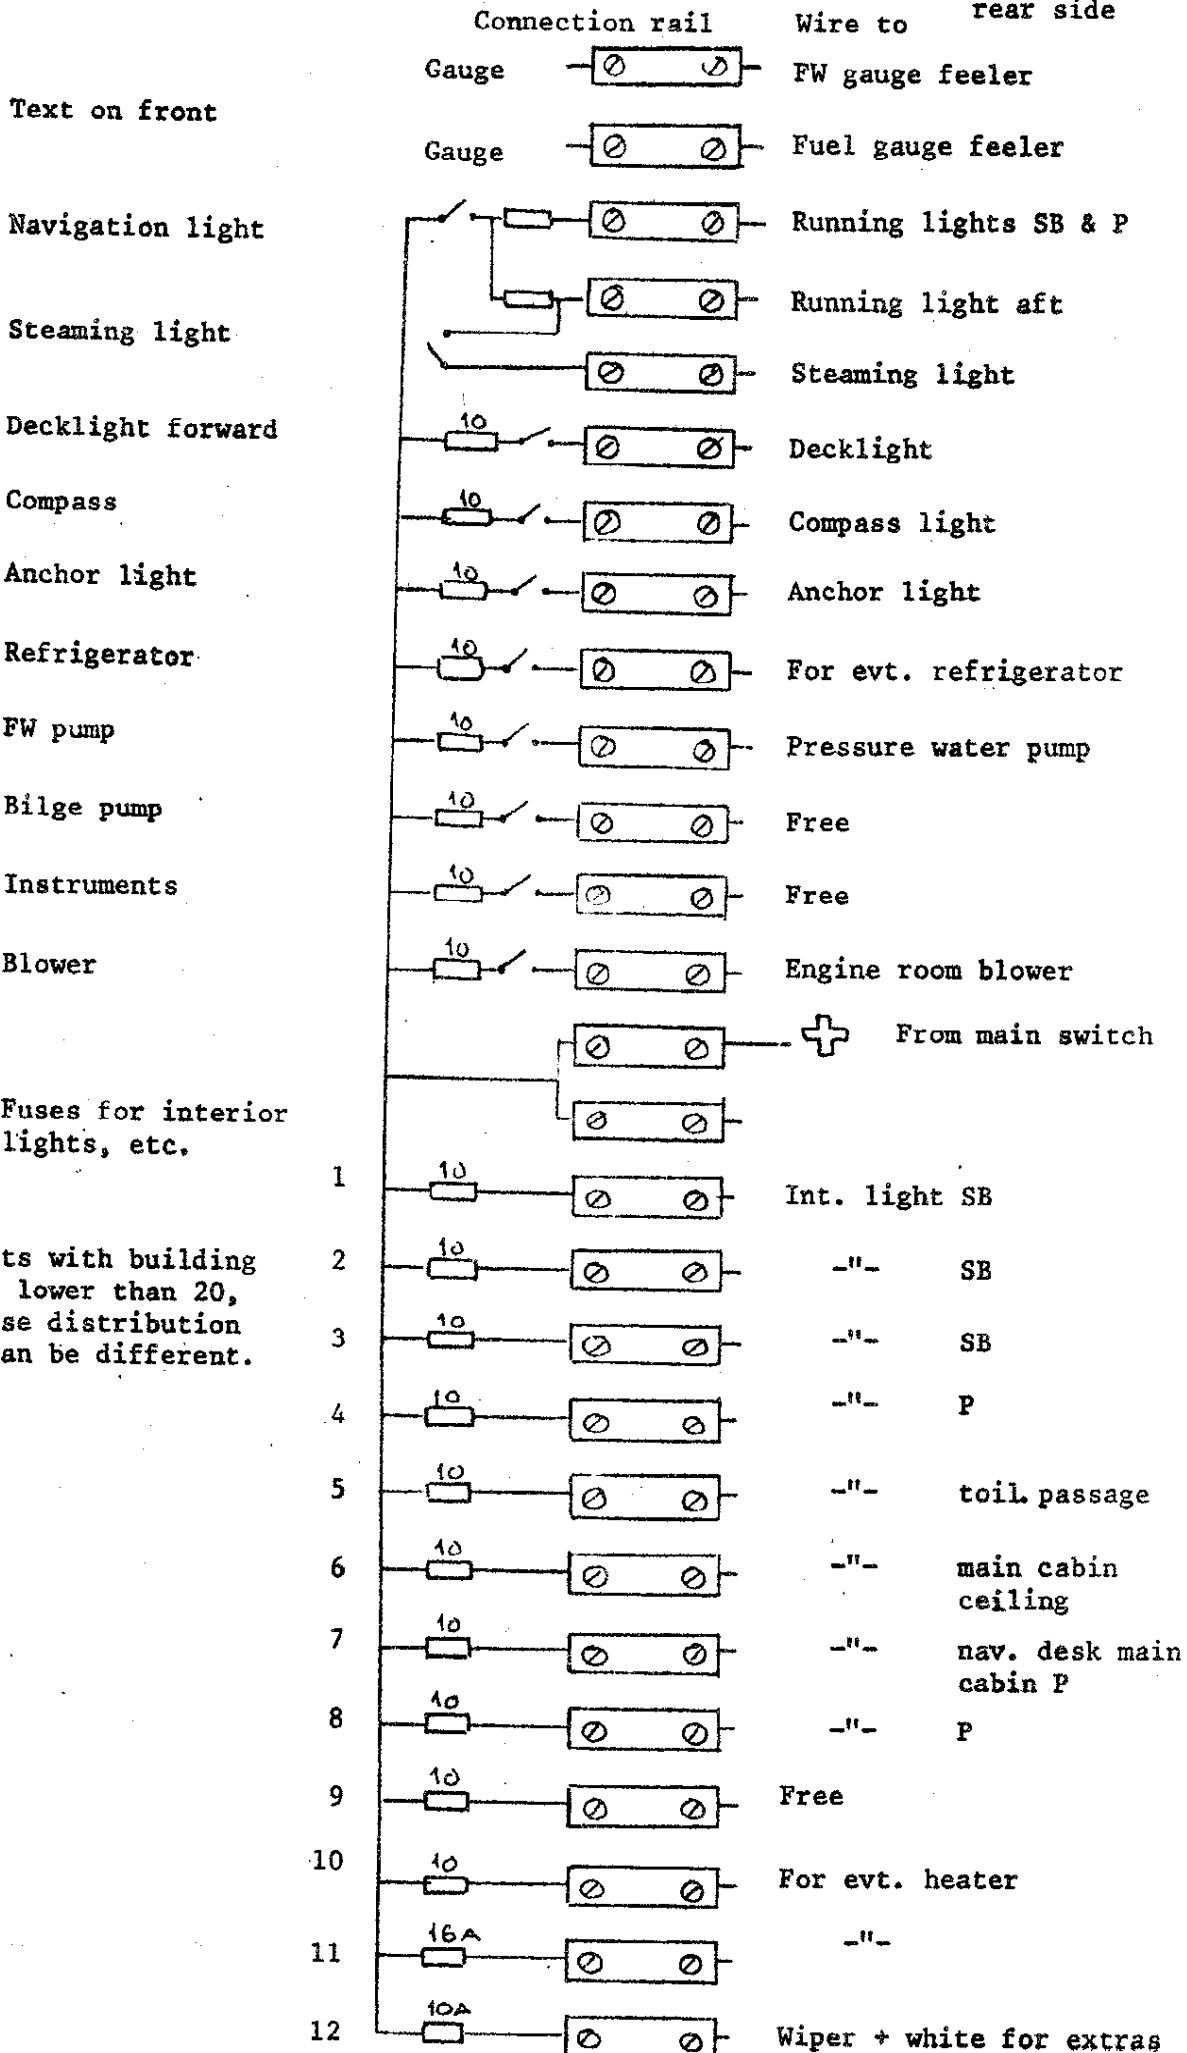 rear side
Connection rail Wire to
Gauge FW gauge feeler
Text on front
Gauge Fuel gauge feeler
Navigation light Running lights SB & P
Running light aft
Steaming light
Steaming light
Decklight forward 10 Decklight
Compass 10 Compass light
Anchor light 10 Anchor light
Refrigerator 10 For evt. refrigerator
FW pump 10 Pressure water pump
Bilge pump 10 Free
Instruments 10 Free
Blower 10 Engine room blower
From main switch
Fuses for interior
lights, etc.
1 10 Int. light SB
ts with building 2 10 -"- SB
lower than 20,
se distribution 3 10 -"- SB
an be different.
4 10 -"- P
5 10 -"- toil. passage
6 10 -"- main cabin
ceiling
7 10 -"- nav. desk main
cabin P
8 10 -"- P
9 10 Free
10 10 For evt. heater
11 16A -"-
12 10A Wiper + white for extras